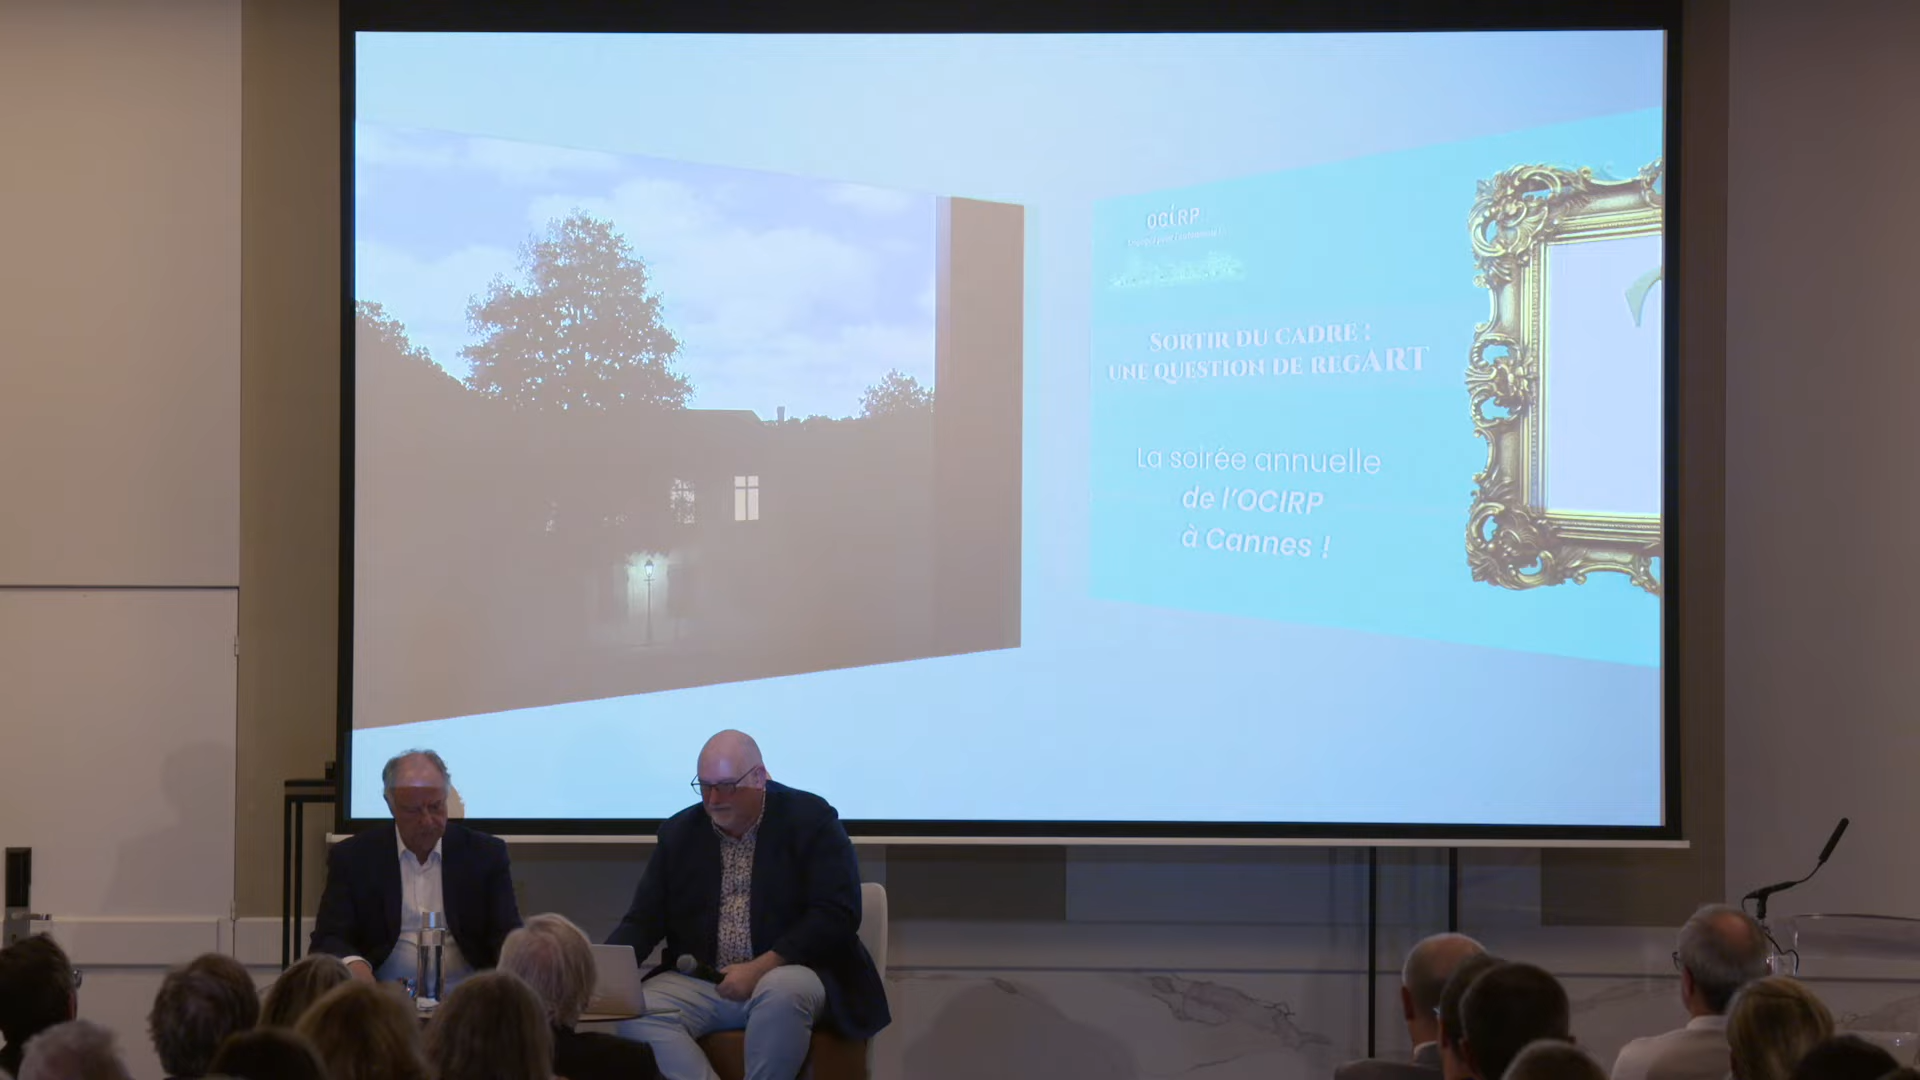 OCIRP
SORTIR DU CADRE :
UNE QUESTION DE REGART
La soirée annuelle
de l'OCIRP
à Cannes !